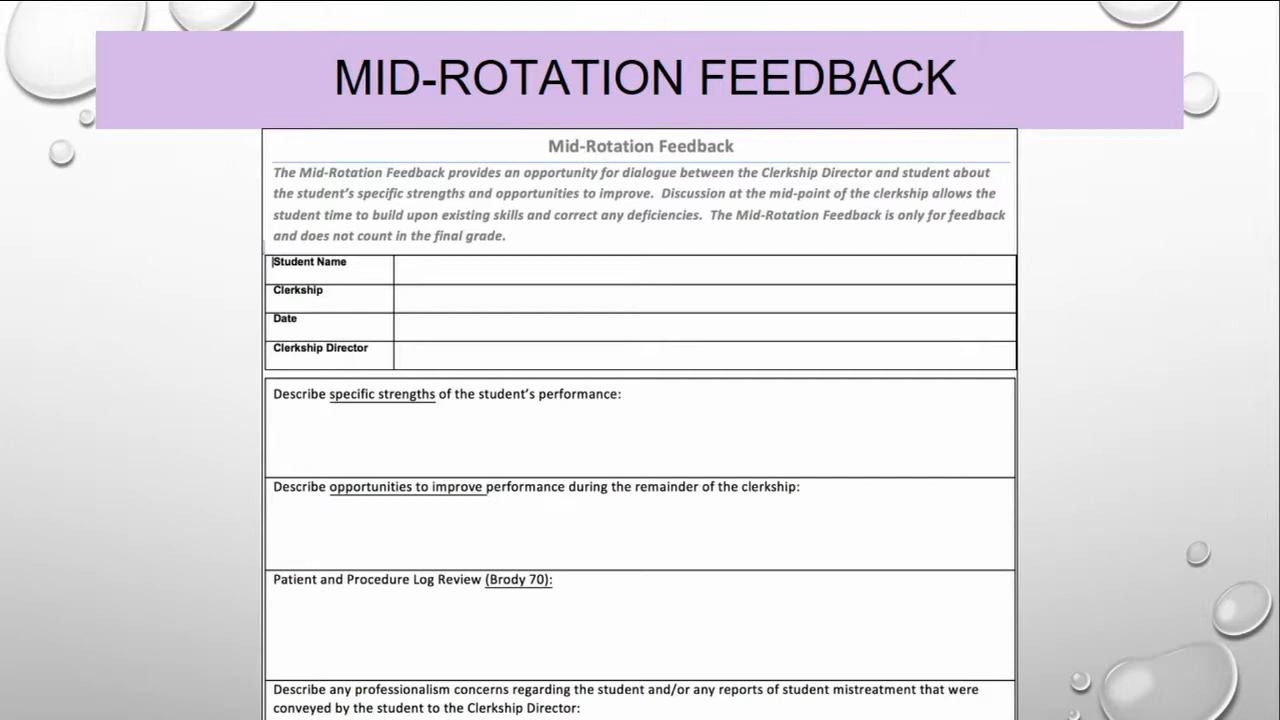 MID-ROTATION FEEDBACK
Mid-Rotation Feedback
The Mid-Rotation Feedback provides an opportunity for dialogue between the Clerkship Director and student about
the student’s specific strengths and opportunities to improve.  Discussion at the mid-point of the clerkship allows the
student time to build upon existing skills and correct any deficiencies.  The Mid-Rotation Feedback is only for feedback
and does not count in the final grade.
Student Name
Clerkship
Date
Clerkship Director
Describe specific strengths of the student’s performance:
Describe opportunities to improve performance during the remainder of the clerkship:
Patient and Procedure Log Review (Brody 70):
Describe any professionalism concerns regarding the student and/or any reports of student mistreatment that were
conveyed by the student to the Clerkship Director: